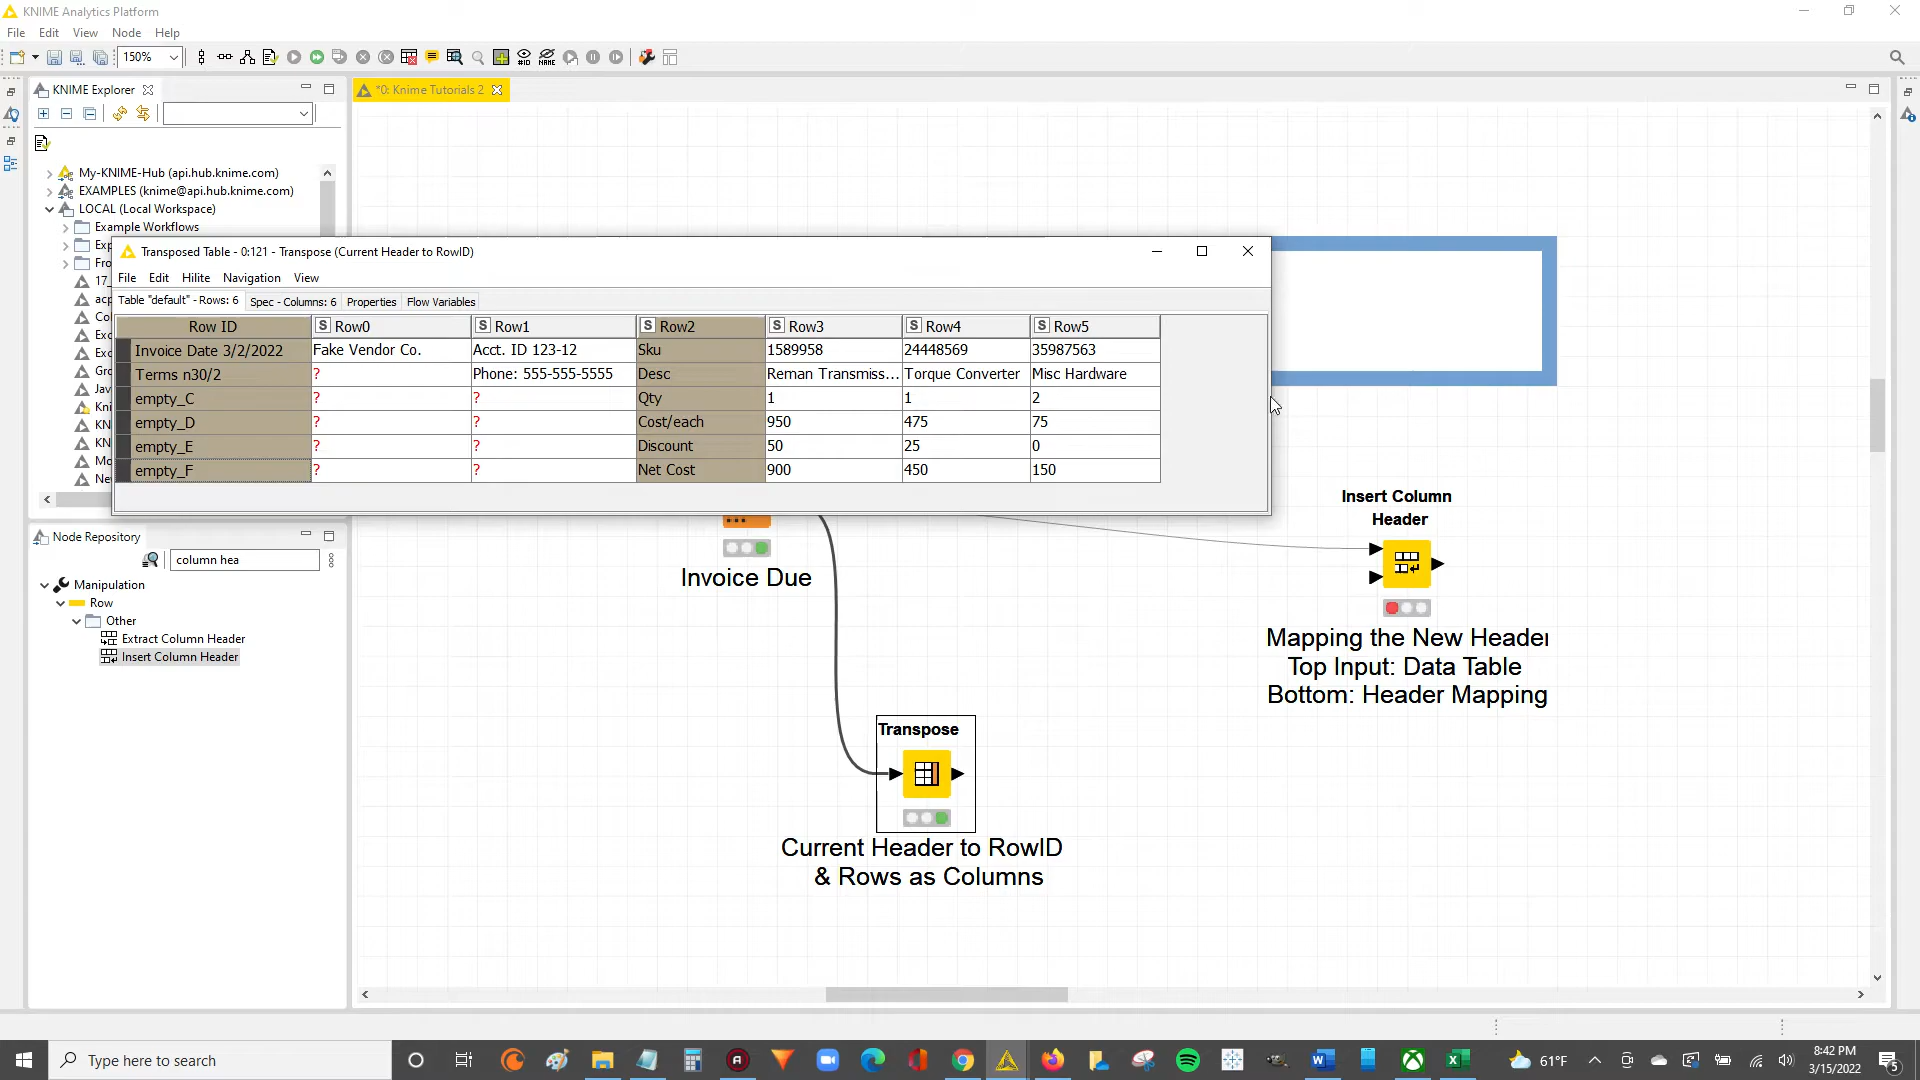 KNIME Analytics Platform
File Edit View Node Help
150%
KNIME Explorer
*0: Knime Tutorials 2
My-KNIME-Hub (api.hub.knime.com)
EXAMPLES (knime@api.hub.knime.com)
LOCAL (Local Workspace)
Example Workflows
Transposed Table - 0:121 - Transpose (Current Header to RowID)
File Edit Hilite Navigation View
Table "default" - Rows: 6 Spec - Columns: 6 Properties Flow Variables
Row ID S Row0 S Row1 S Row2 S Row3 S Row4 S Row5
Invoice Date 3/2/2022 Fake Vendor Co. Acct. ID 123-12 Sku 1589958 24448569 35987563
Terms n30/2 ? Phone: 555-555-5555 Desc Reman Transmiss... Torque Converter Misc Hardware
empty_C ? ? Qty 1 1 2
empty_D ? ? Cost/each 950 475 75
empty_E ? ? Discount 50 25 0
empty_F ? ? Net Cost 900 450 150
Node Repository
column hea
Manipulation
Row
Other
Extract Column Header
Insert Column Header
Invoice Due
Insert Column
Header
Mapping the New Header
Top Input: Data Table
Bottom: Header Mapping
Transpose
Current Header to RowID
& Rows as Columns
Type here to search
61°F
8:42 PM
3/15/2022
5